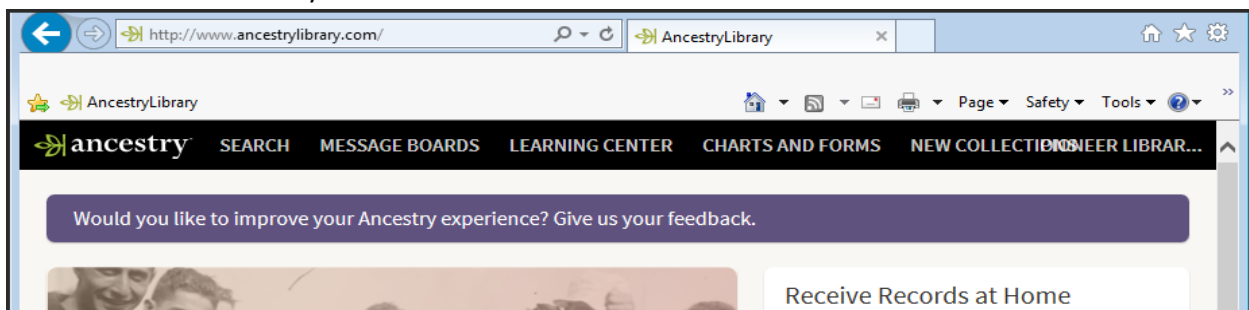 http://www.ancestrylibrary.com/ AncestryLibrary
AncestryLibrary Page Safety Tools
ancestry SEARCH MESSAGE BOARDS LEARNING CENTER CHARTS AND FORMS NEW COLLECTIONS PIONEER LIBRAR...
Would you like to improve your Ancestry experience? Give us your feedback.
Receive Records at Home